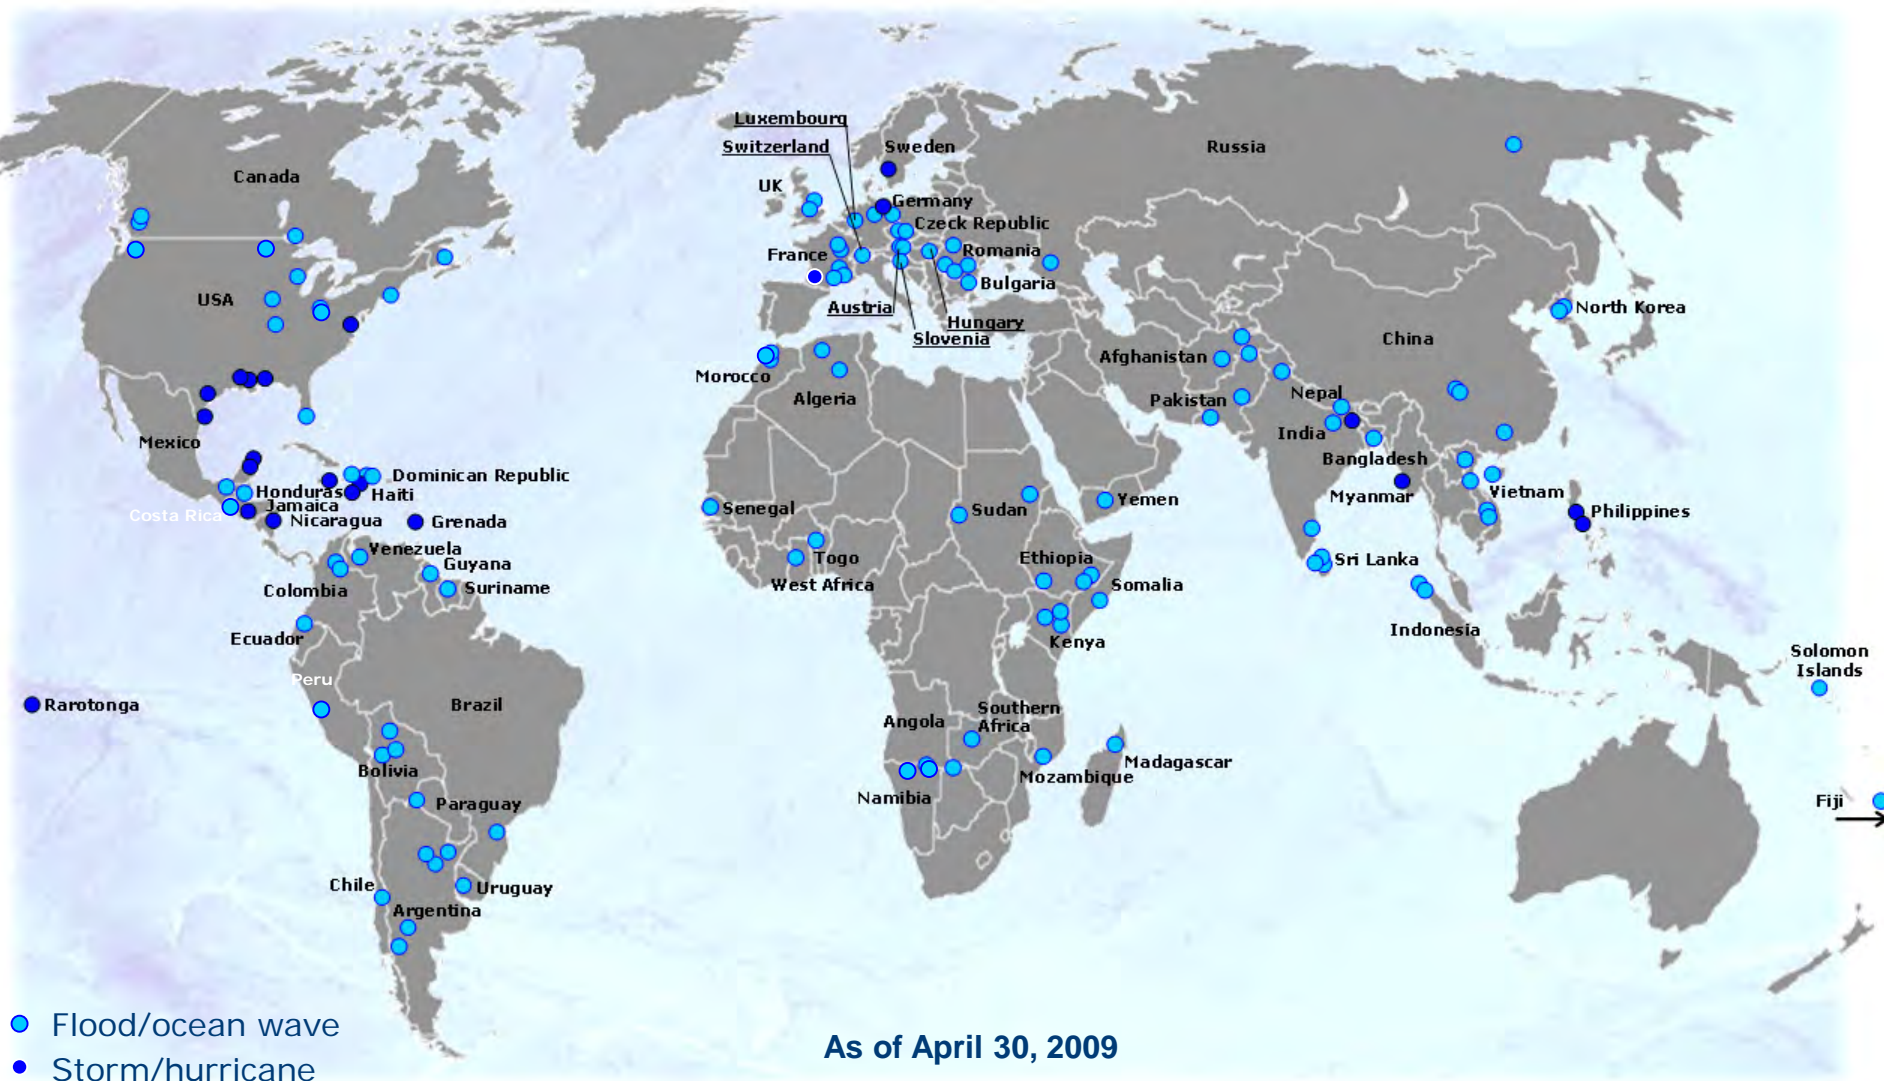 Luxembourg
Switzerland
Sweden
Russia
Canada
UK
Germany
Czeck Republic
France
Romania
USA
Bulgaria
Austria
Hungary
Slovenia
North Korea
China
Afghanistan
Morocco
Algeria
Pakistan
Nepal
Mexico
India
Bangladesh
Dominican Republic
Honduras
Haiti
Jamaica
Costa Rica
Nicaragua
Grenada
Senegal
Sudan
Yemen
Myanmar
Vietnam
Philippines
Venezuela
Guyana
Colombia
Suriname
Togo
West Africa
Ethiopia
Somalia
Sri Lanka
Ecuador
Kenya
Indonesia
Solomon
Islands
Peru
Rarotonga
Brazil
Angola
Southern
Africa
Bolivia
Madagascar
Mozambique
Namibia
Paraguay
Fiji
Chile
Uruguay
Argentina
Flood/ocean wave
Storm/hurricane
As of April 30, 2009